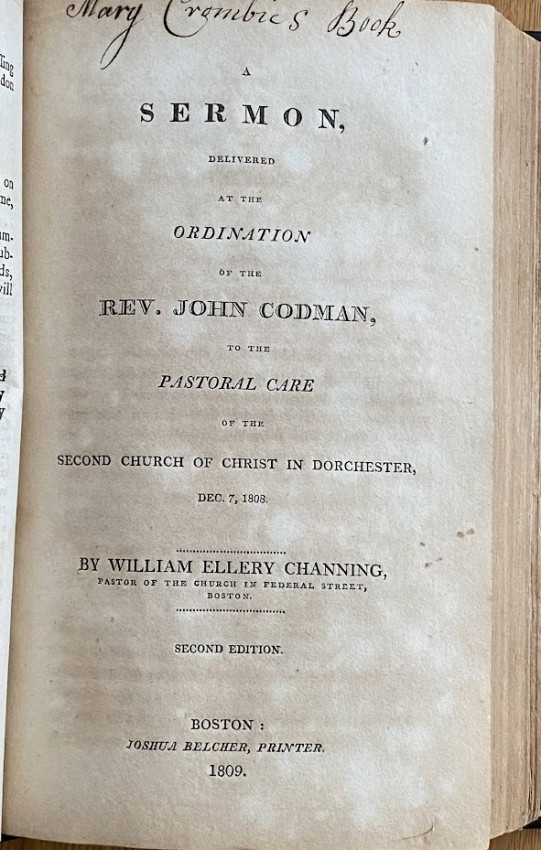 Mary Crombie's Book
A
SERMON,
DELIVERED
AT THE
ORDINATION
OF THE
REV. JOHN CODMAN,
TO THE
PASTORAL CARE
OF THE
SECOND CHURCH OF CHRIST IN DORCHESTER,
DEC. 7, 1808.
BY WILLIAM ELLERY CHANNING,
PASTOR OF THE CHURCH IN FEDERAL STREET,
BOSTON.
SECOND EDITION.
BOSTON :
JOSHUA BELCHER, PRINTER.
1809.